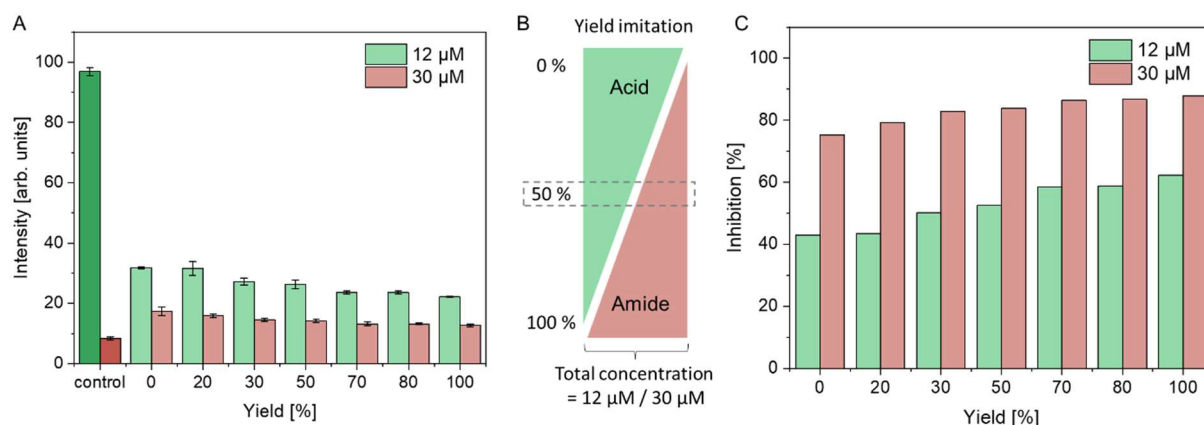 A
Intensity [arb. units]
100
80
60
40
20
0
12 µM
30 µM
control 0 20 30 50 70 80 100
Yield [%]
B
Yield imitation
0 %
Acid
50 %
Amide
100 %
Total concentration
= 12 µM / 30 µM
C
Inhibition [%]
100
80
60
40
20
0
12 µM
30 µM
0 20 30 50 70 80 100
Yield [%]